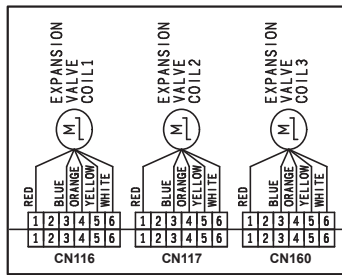 EXPANSION
VALVE
COIL1
M
RED
BLUE
ORANGE
YELLOW
WHITE
1 2 3 4 5 6
1 2 3 4 5 6
CN116
EXPANSION
VALVE
COIL2
M
RED
BLUE
ORANGE
YELLOW
WHITE
1 2 3 4 5 6
1 2 3 4 5 6
CN117
EXPANSION
VALVE
COIL3
M
RED
BLUE
ORANGE
YELLOW
WHITE
1 2 3 4 5 6
1 2 3 4 5 6
CN160